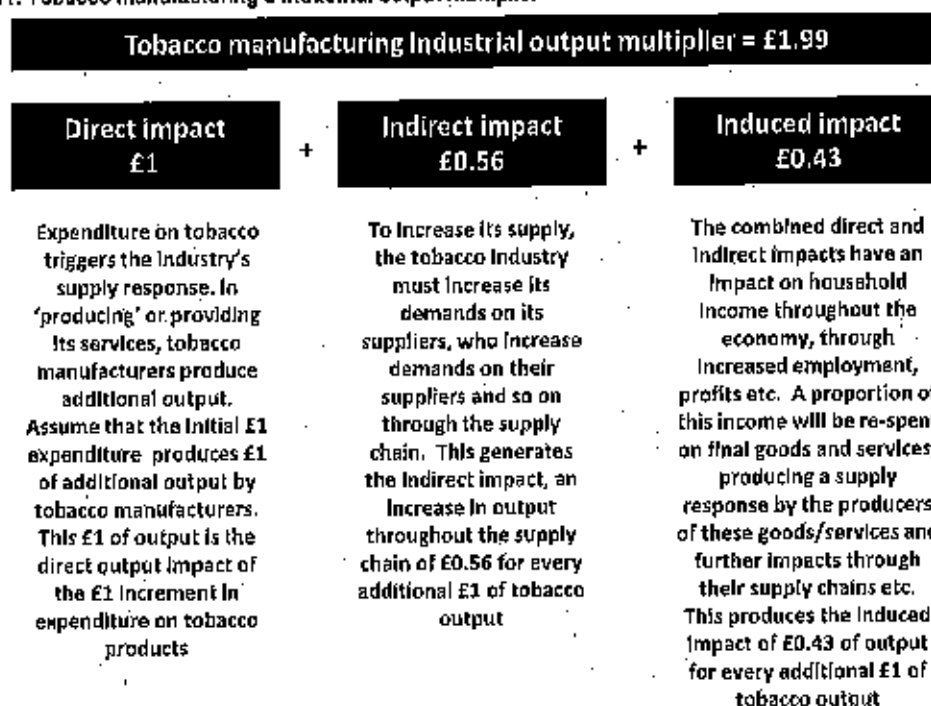 Tobacco manufacturing Industrial output multiplier = £1.99
Direct impact
£1
+
Indirect impact
£0.56
+
Induced impact
£0.43
Expenditure on tobacco
triggers the Industry's
supply response. In
'producing' or providing
its services, tobacco
manufacturers produce
additional output.
Assume that the Initial £1
expenditure produces £1
of additional output by
tobacco manufacturers.
This £1 of output is the
direct output impact of
the £1 Increment in
expenditure on tobacco
products
To Increase its supply,
the tobacco Industry
must increase its
demands on its
suppliers, who increase
demands on their
suppliers and so on
through the supply
chain. This generates
the Indirect impact, an
increase in output
throughout the supply
chain of £0.56 for every
additional £1 of tobacco
output
The combined direct and
Indirect impacts have an
impact on household
income throughout the
economy, through
increased employment,
profits etc. A proportion of
this income will be re-spent
on final goods and services
producing a supply
response by the producers
of these goods/services and
further impacts through
their supply chains etc.
This produces the Induced
impact of £0.43 of output
for every additional £1 of
tobacco output